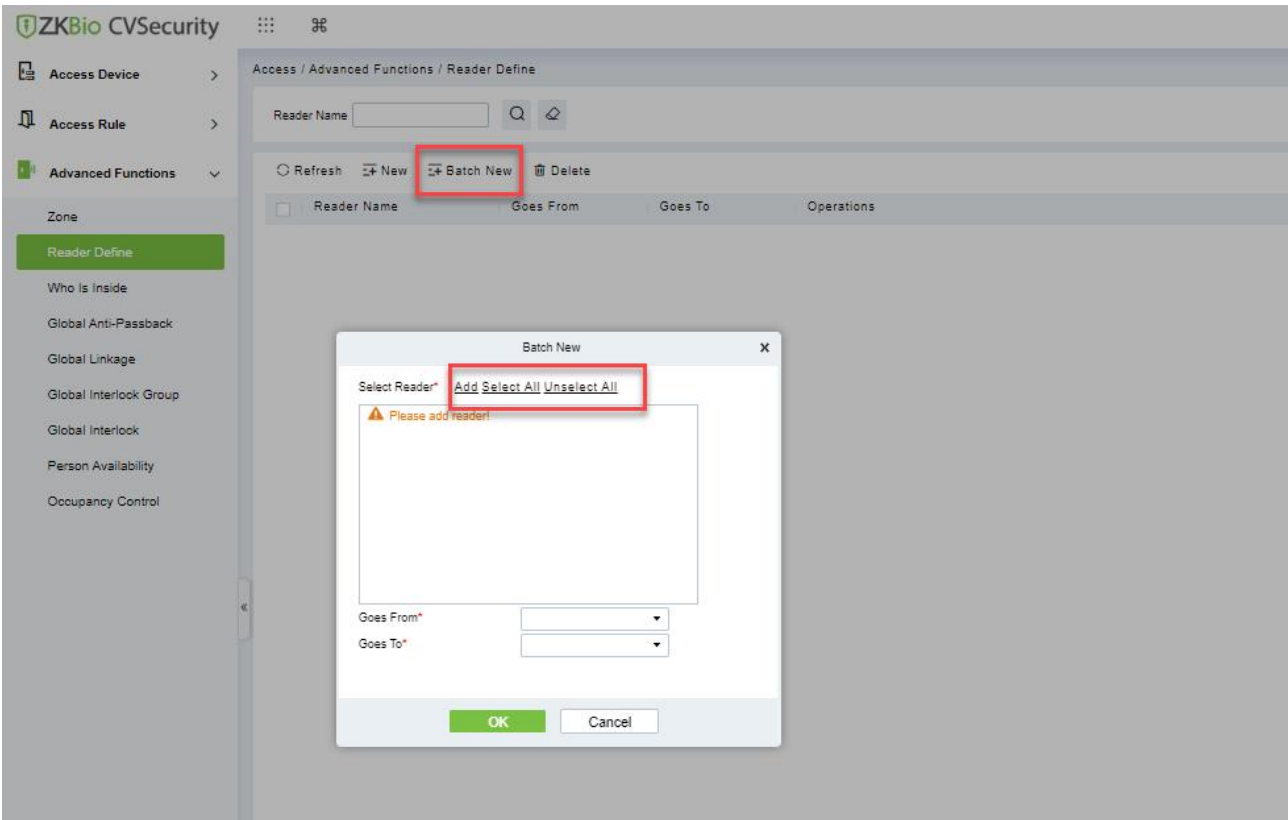 ZKBio CVSecurity
Access Device
Access Rule
Advanced Functions
Zone
Reader Define
Who Is Inside
Global Anti-Passback
Global Linkage
Global Interlock Group
Global Interlock
Person Availability
Occupancy Control
Access / Advanced Functions / Reader Define
Reader Name
Refresh New Batch New Delete
Reader Name Goes From Goes To Operations
Batch New
Select Reader* Add Select All Unselect All
Please add reader!
Goes From*
Goes To*
OK Cancel